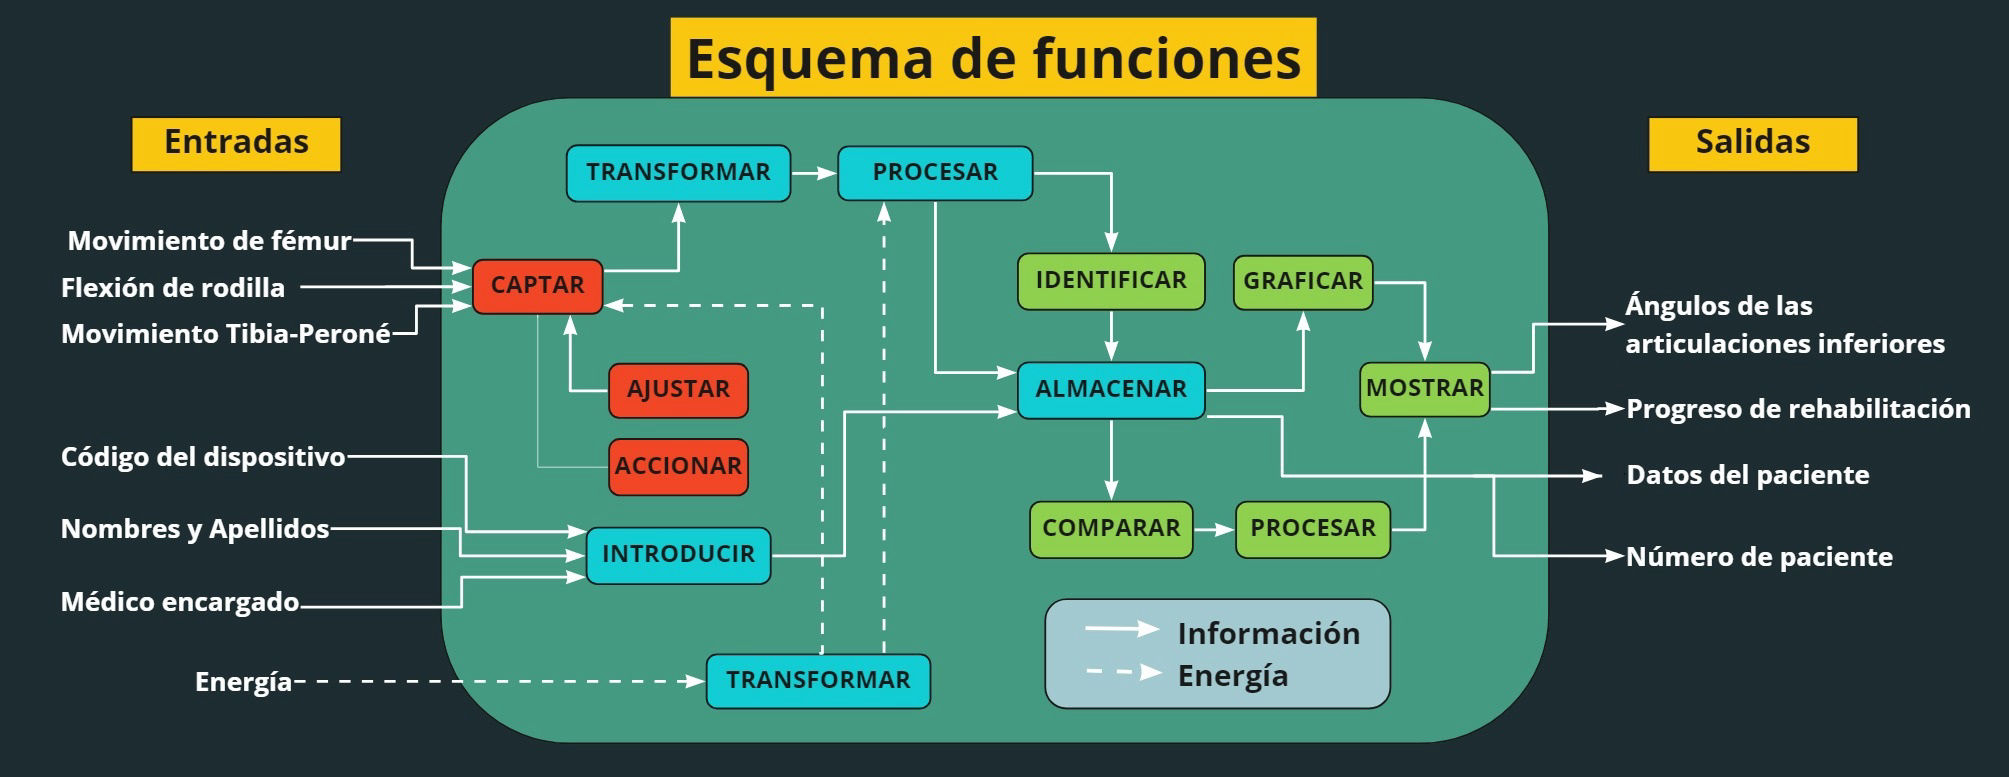 Esquema de funciones
Entradas
Salidas
Movimiento de fémur
Flexión de rodilla
Movimiento Tibia-Peroné
Código del dispositivo
Nombres y Apellidos
Médico encargado
Energía
TRANSFORMAR
PROCESAR
CAPTAR
IDENTIFICAR
GRAFICAR
AJUSTAR
ALMACENAR
MOSTRAR
ACCIONAR
INTRODUCIR
COMPARAR
PROCESAR
TRANSFORMAR
Información
Energía
Ángulos de las
articulaciones inferiores
Progreso de rehabilitación
Datos del paciente
Número de paciente